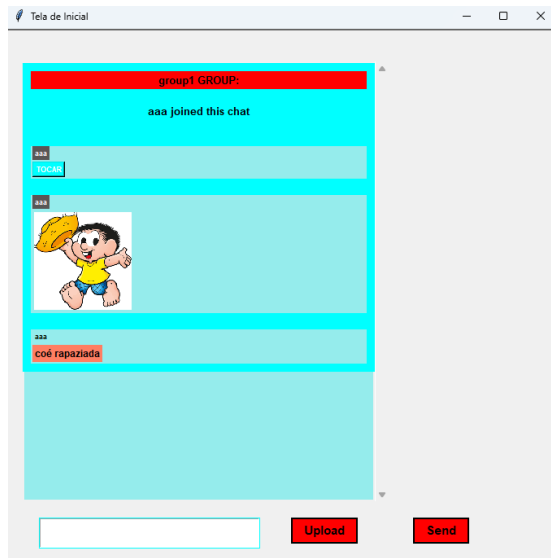 Tela de Inicial
group1 GROUP:
aaa joined this chat
aaa
TOCAR
aaa
aaa
coé rapaziada
Upload
Send